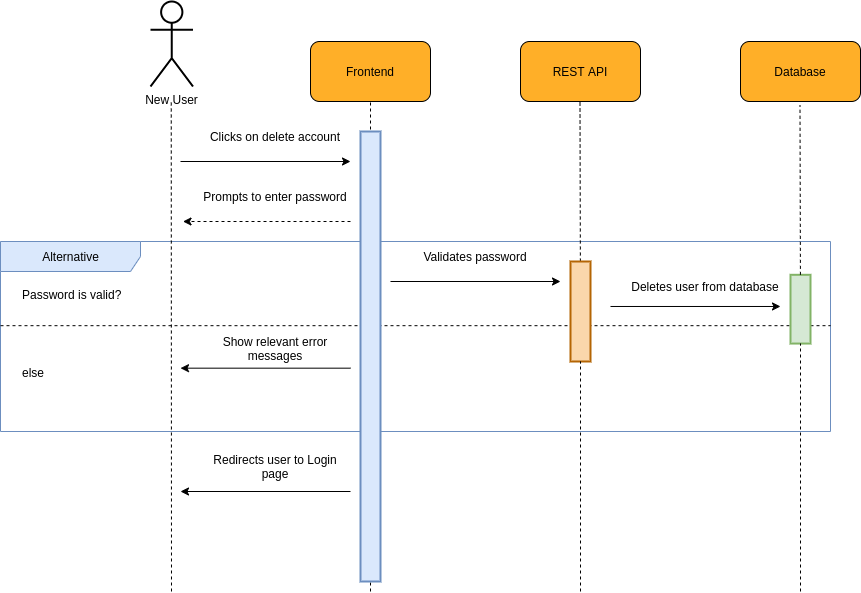 New User
Frontend
REST API
Database
Clicks on delete account
Prompts to enter password
Alternative
Validates password
Password is valid?
Deletes user from database
Show relevant error
messages
else
Redirects user to Login
page